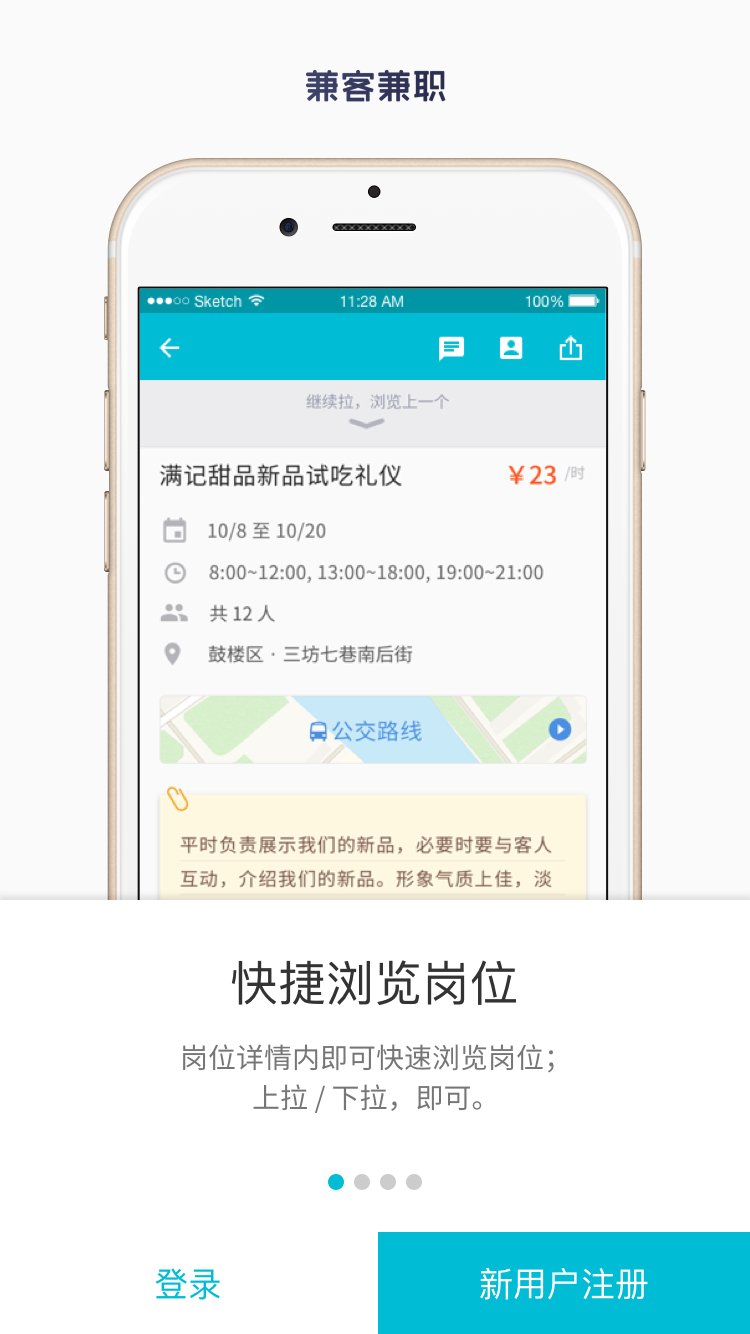 兼客兼职
Sketch 11:28 AM 100%
继续拉，浏览上一个
满记甜品新品试吃礼仪 ¥23 /时
10/8 至 10/20
8:00~12:00, 13:00~18:00, 19:00~21:00
共 12 人
鼓楼区 · 三坊七巷南后街
公交路线
平时负责展示我们的新品，必要时要与客人
互动，介绍我们的新品。形象气质上佳，淡
快捷浏览岗位
岗位详情内即可快速浏览岗位；
上拉 / 下拉，即可。
登录 新用户注册